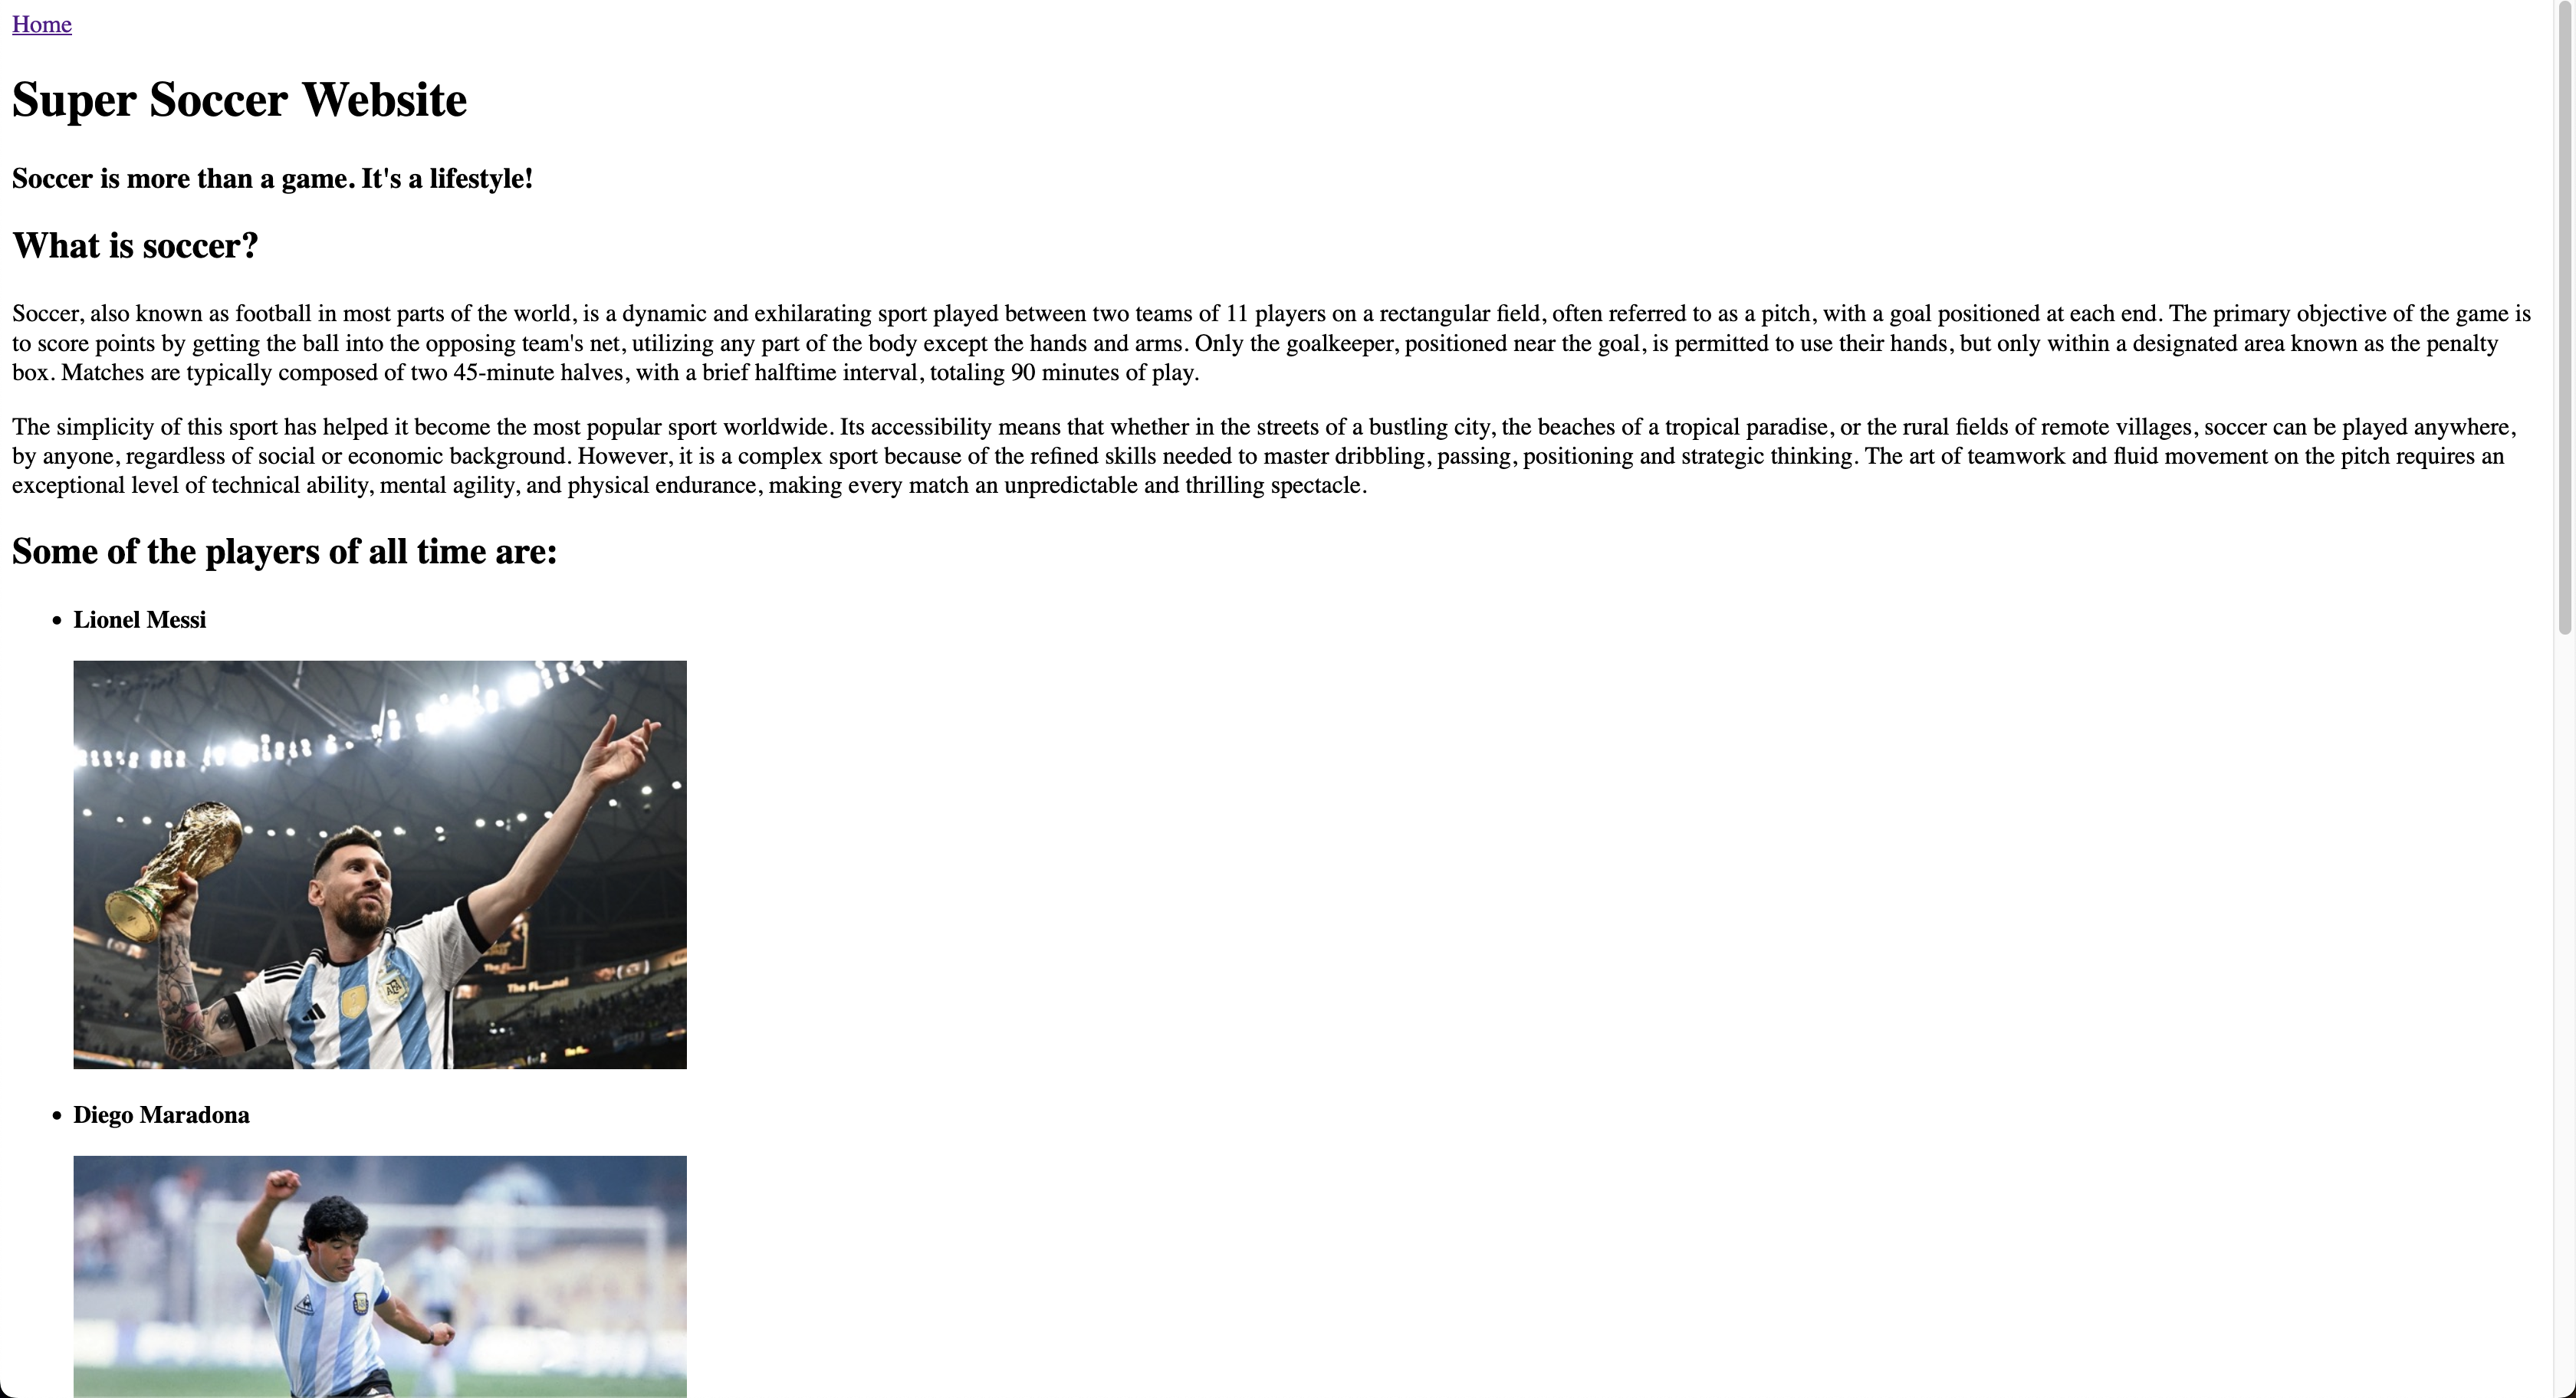 Home
Super Soccer Website
Soccer is more than a game. It's a lifestyle!
What is soccer?
Soccer, also known as football in most parts of the world, is a dynamic and exhilarating sport played between two teams of 11 players on a rectangular field, often referred to as a pitch, with a goal positioned at each end. The primary objective of the game is
to score points by getting the ball into the opposing team's net, utilizing any part of the body except the hands and arms. Only the goalkeeper, positioned near the goal, is permitted to use their hands, but only within a designated area known as the penalty
box. Matches are typically composed of two 45-minute halves, with a brief halftime interval, totaling 90 minutes of play.
The simplicity of this sport has helped it become the most popular sport worldwide. Its accessibility means that whether in the streets of a bustling city, the beaches of a tropical paradise, or the rural fields of remote villages, soccer can be played anywhere,
by anyone, regardless of social or economic background. However, it is a complex sport because of the refined skills needed to master dribbling, passing, positioning and strategic thinking. The art of teamwork and fluid movement on the pitch requires an
exceptional level of technical ability, mental agility, and physical endurance, making every match an unpredictable and thrilling spectacle.
Some of the players of all time are:
• Lionel Messi
• Diego Maradona